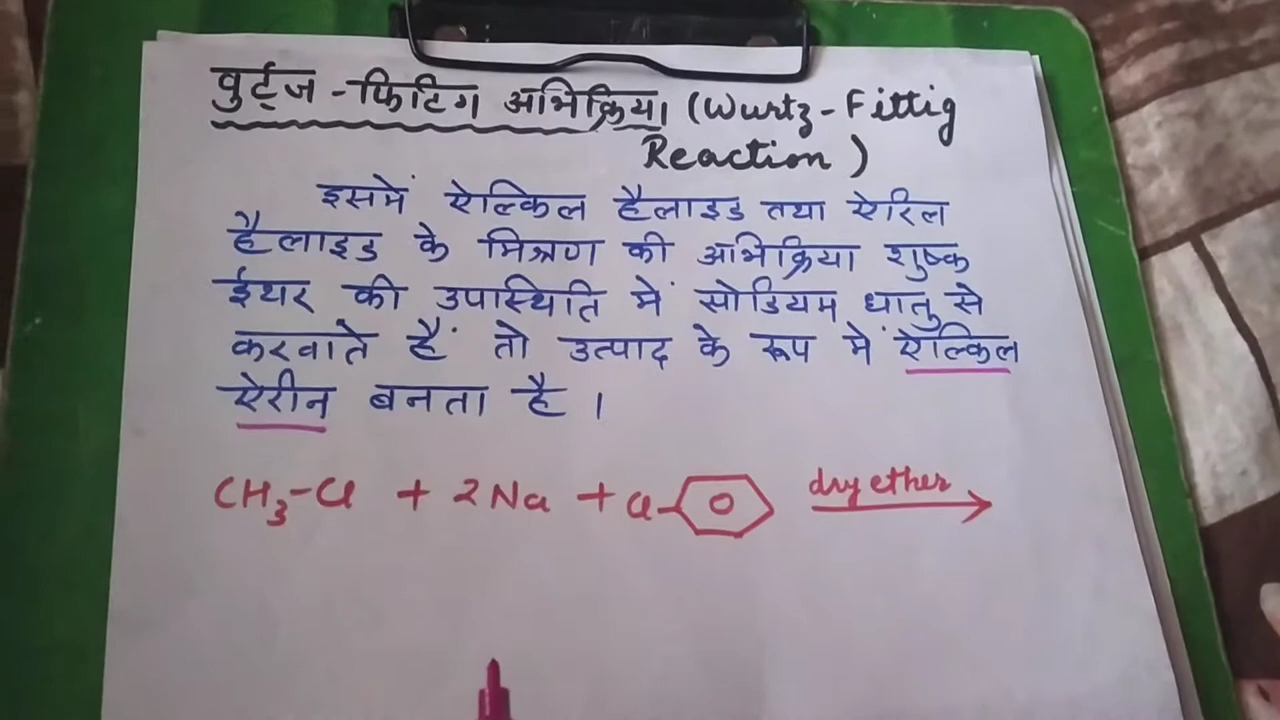 वुर्ट्ज - फिटिग अभिक्रिया (Wurtz-Fittig
Reaction)
इसमें ऐल्किल हैलाइड तथा ऐरिल
हैलाइड के मिश्रण की अभिक्रिया शुष्क
ईथर की उपास्थिति में सोडियम धातु से
करवाते हैं तो उत्पाद के रूप में ऐल्किल
ऐरीन बनता है ।
CH₃-Cl + 2Na + Cl- dry ether